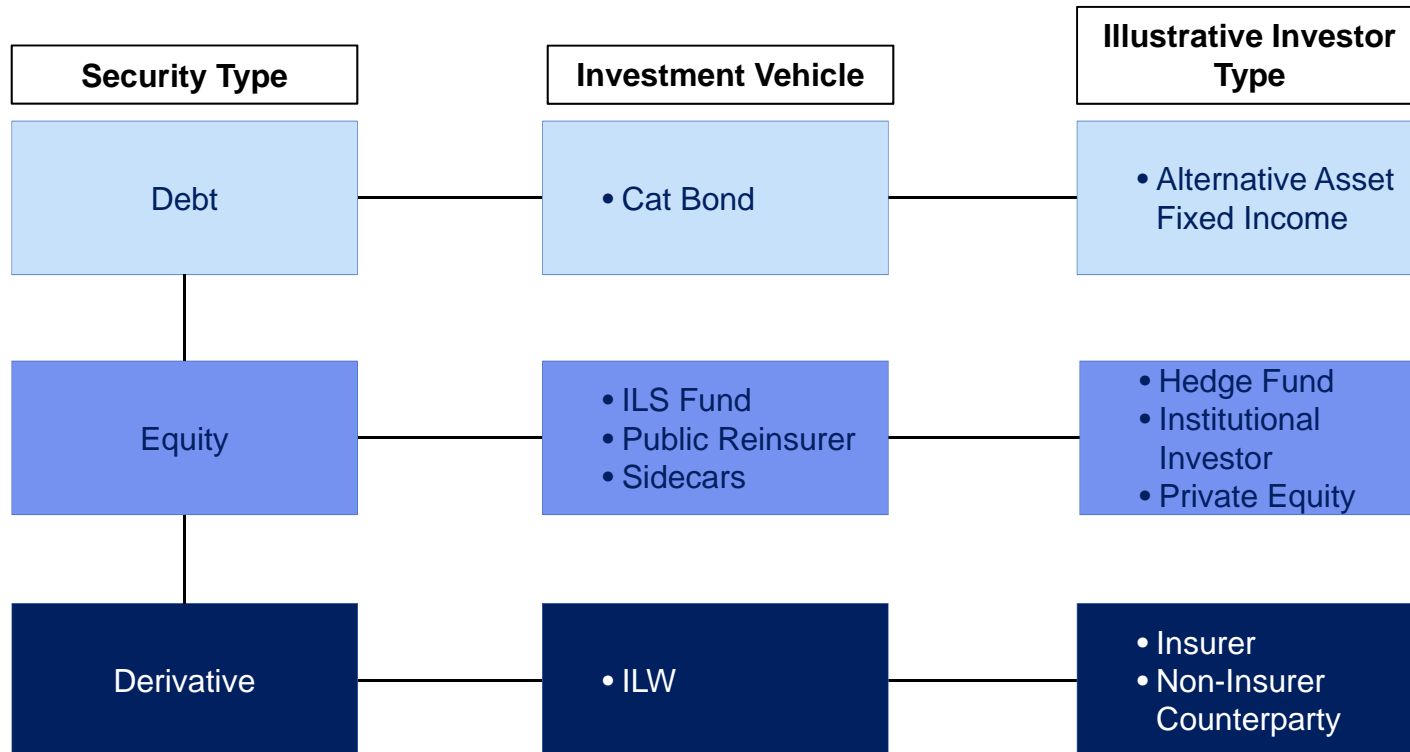 Security Type
Investment Vehicle
Illustrative Investor
Type
Debt
• Cat Bond
• Alternative Asset
Fixed Income
Equity
• ILS Fund
• Public Reinsurer
• Sidecars
• Hedge Fund
• Institutional
Investor
• Private Equity
Derivative
• ILW
• Insurer
• Non-Insurer
Counterparty